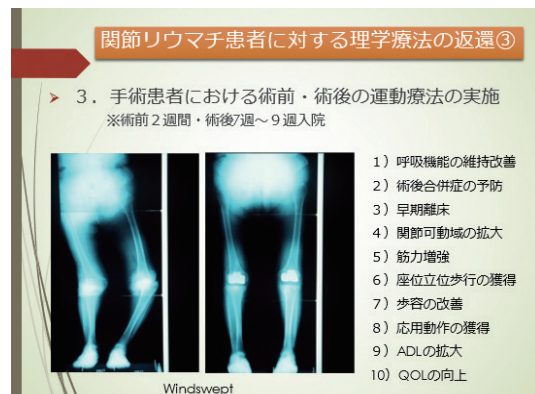 関節リウマチ患者に対する理学療法の返還③
3．手術患者における術前・術後の運動療法の実施
※術前2週間・術後7週～9週入院
1）呼吸機能の維持改善
2）術後合併症の予防
3）早期離床
4）関節可動域の拡大
5）筋力増強
6）座位立位歩行の獲得
7）歩容の改善
8）応用動作の獲得
9）ADLの拡大
10）QOLの向上
Windswept